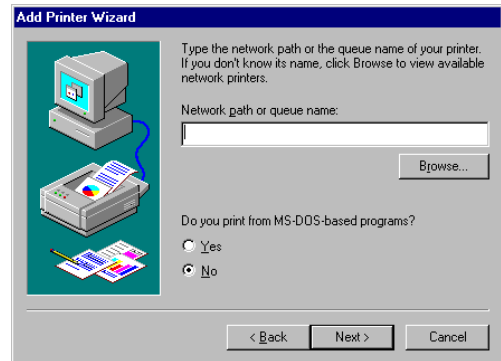 Add Printer Wizard
Type the network path or the queue name of your printer.
If you don't know its name, click Browse to view available
network printers.
Network path or queue name:
Browse...
Do you print from MS-DOS-based programs?
Yes
No
< Back
Next >
Cancel